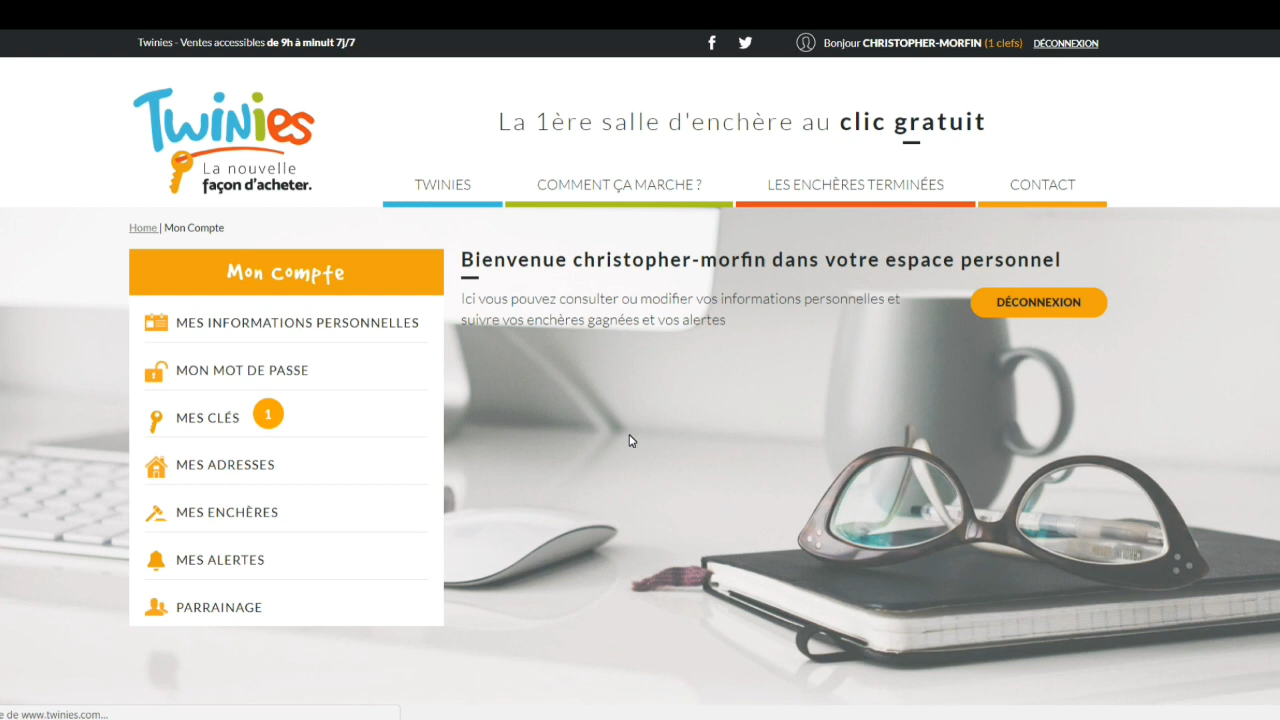 Twinies - Ventes accessibles de 9h à minuit 7j/7
Bonjour CHRISTOPHER-MORFIN (1 clefs) DÉCONNEXION
Twinies
La nouvelle
façon d'acheter.
La 1ère salle d'enchère au clic gratuit
TWINIES COMMENT ÇA MARCHE ? LES ENCHÈRES TERMINÉES CONTACT
Home | Mon Compte
Mon compte
MES INFORMATIONS PERSONNELLES
MON MOT DE PASSE
MES CLÉS 1
MES ADRESSES
MES ENCHÈRES
MES ALERTES
PARRAINAGE
Bienvenue christopher-morfin dans votre espace personnel
Ici vous pouvez consulter ou modifier vos informations personnelles et
suivre vos enchères gagnées et vos alertes
DÉCONNEXION
e de www.twinies.com...